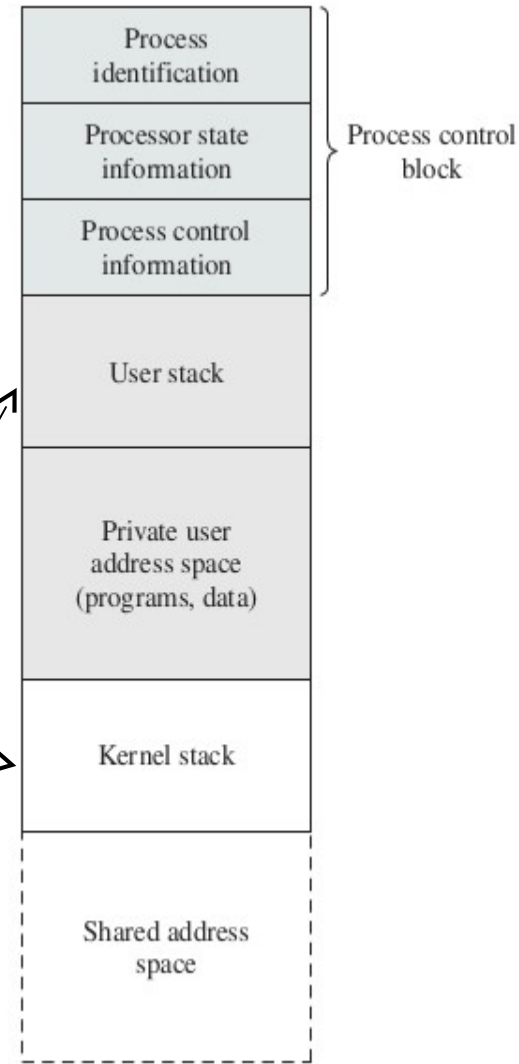 Process
identification
Processor state
information
Process control
block
Process control
information
User stack
Private user
address space
(programs, data)
Kernel stack
Shared address
space